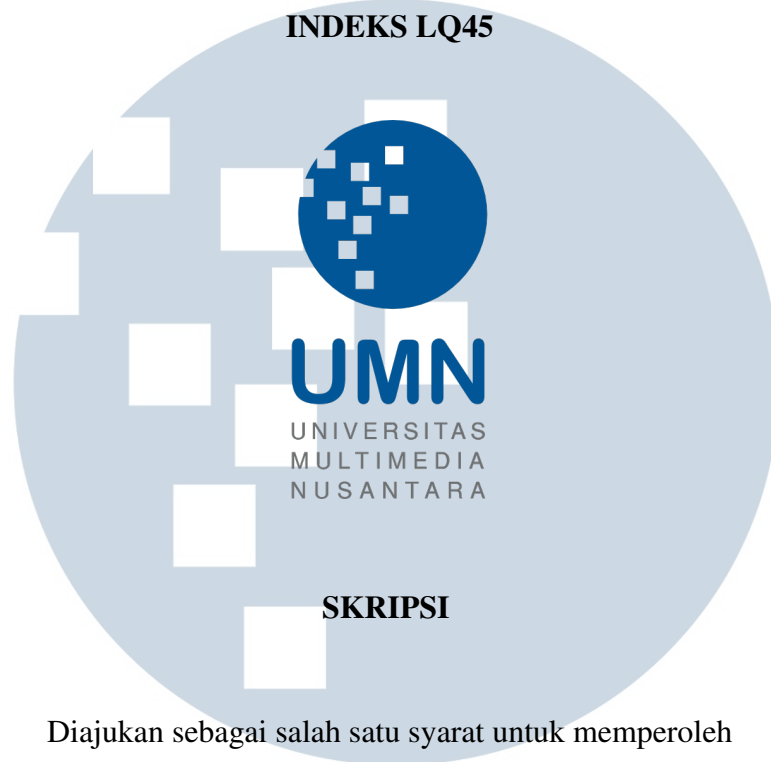 INDEKS LQ45
UMN
UNIVERSITAS
MULTIMEDIA
NUSANTARA
SKRIPSI
Diajukan sebagai salah satu syarat untuk memperoleh